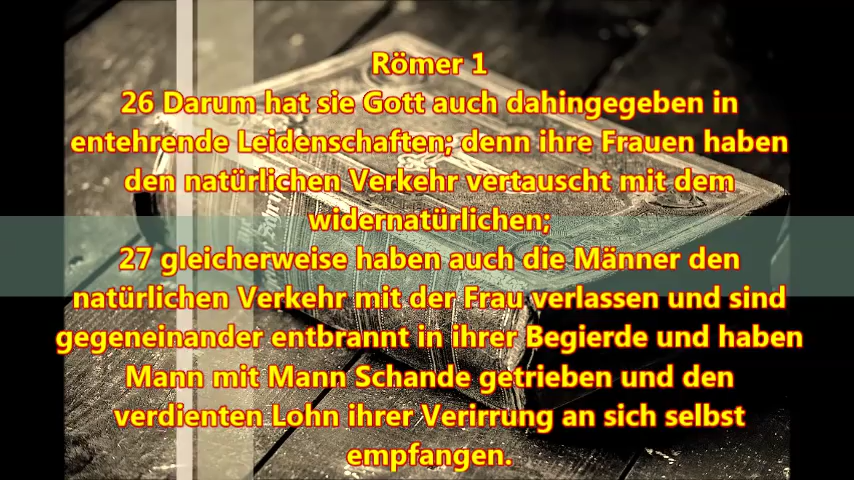 Römer 1
26 Darum hat sie Gott auch dahingegeben in
entehrende Leidenschaften; denn ihre Frauen haben
den natürlichen Verkehr vertauscht mit dem
widernatürlichen;
27 gleicherweise haben auch die Männer den
natürlichen Verkehr mit der Frau verlassen und sind
gegeneinander entbrannt in ihrer Begierde und haben
Mann mit Mann Schande getrieben und den
verdienten Lohn ihrer Verirrung an sich selbst
empfangen.